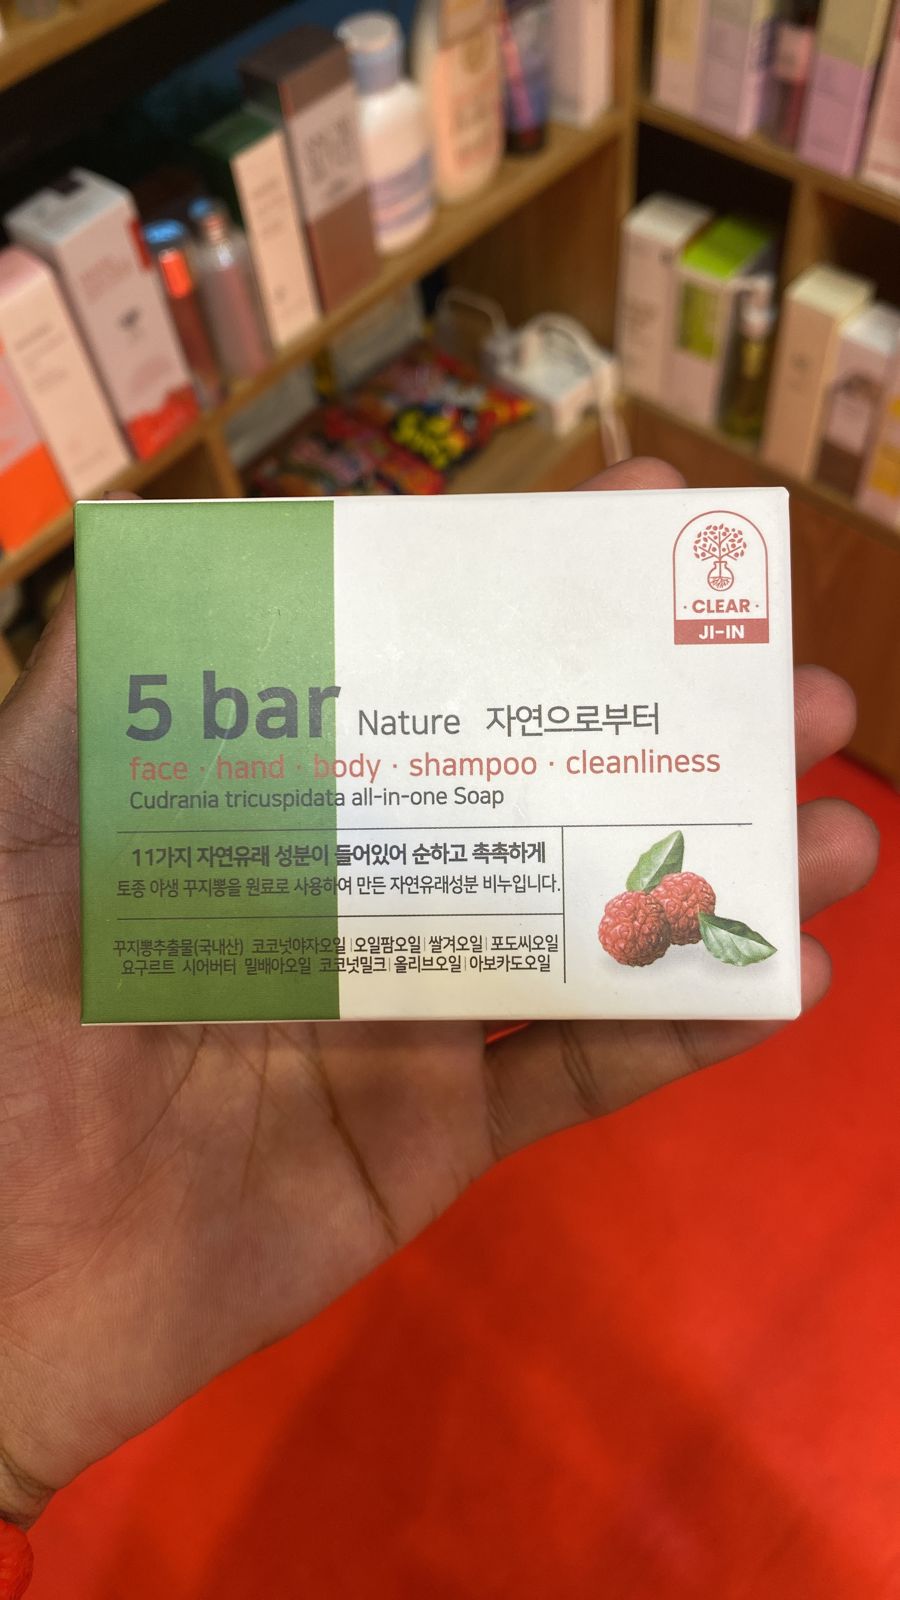 CLEAR
JI-IN
5 bar Nature 자연으로부터
face · hand · body · shampoo · cleanliness
Cudrania tricuspidata all-in-one Soap
11가지 자연유래 성분이 들어있어 순하고 촉촉하게
토종 야생 꾸지뽕을 원료로 사용하여 만든 자연유래성분 비누입니다.
꾸지뽕추출물(국내산) 코코넛야자오일 | 오일팜오일 | 쌀겨오일 | 포도씨오일
요구르트 시어버터 밀배아오일 코코넛밀크 | 올리브오일 | 아보카도오일